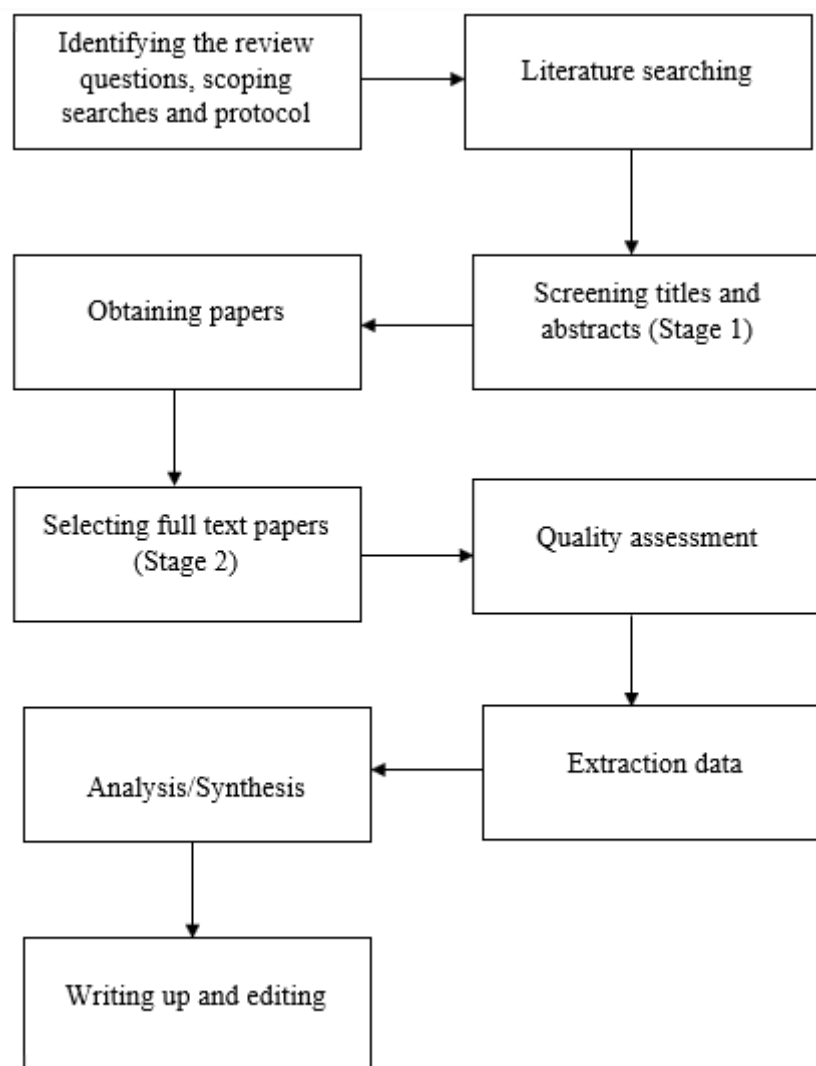 Identifying the review
questions, scoping
searches and protocol
Literature searching
Screening titles and
abstracts (Stage 1)
Obtaining papers
Selecting full text papers
(Stage 2)
Quality assessment
Extraction data
Analysis/Synthesis
Writing up and editing